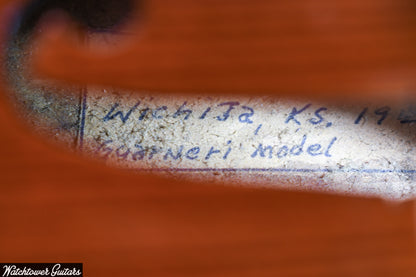 Wichita, KS. 19
Guarneri model
Watchtower Guitars